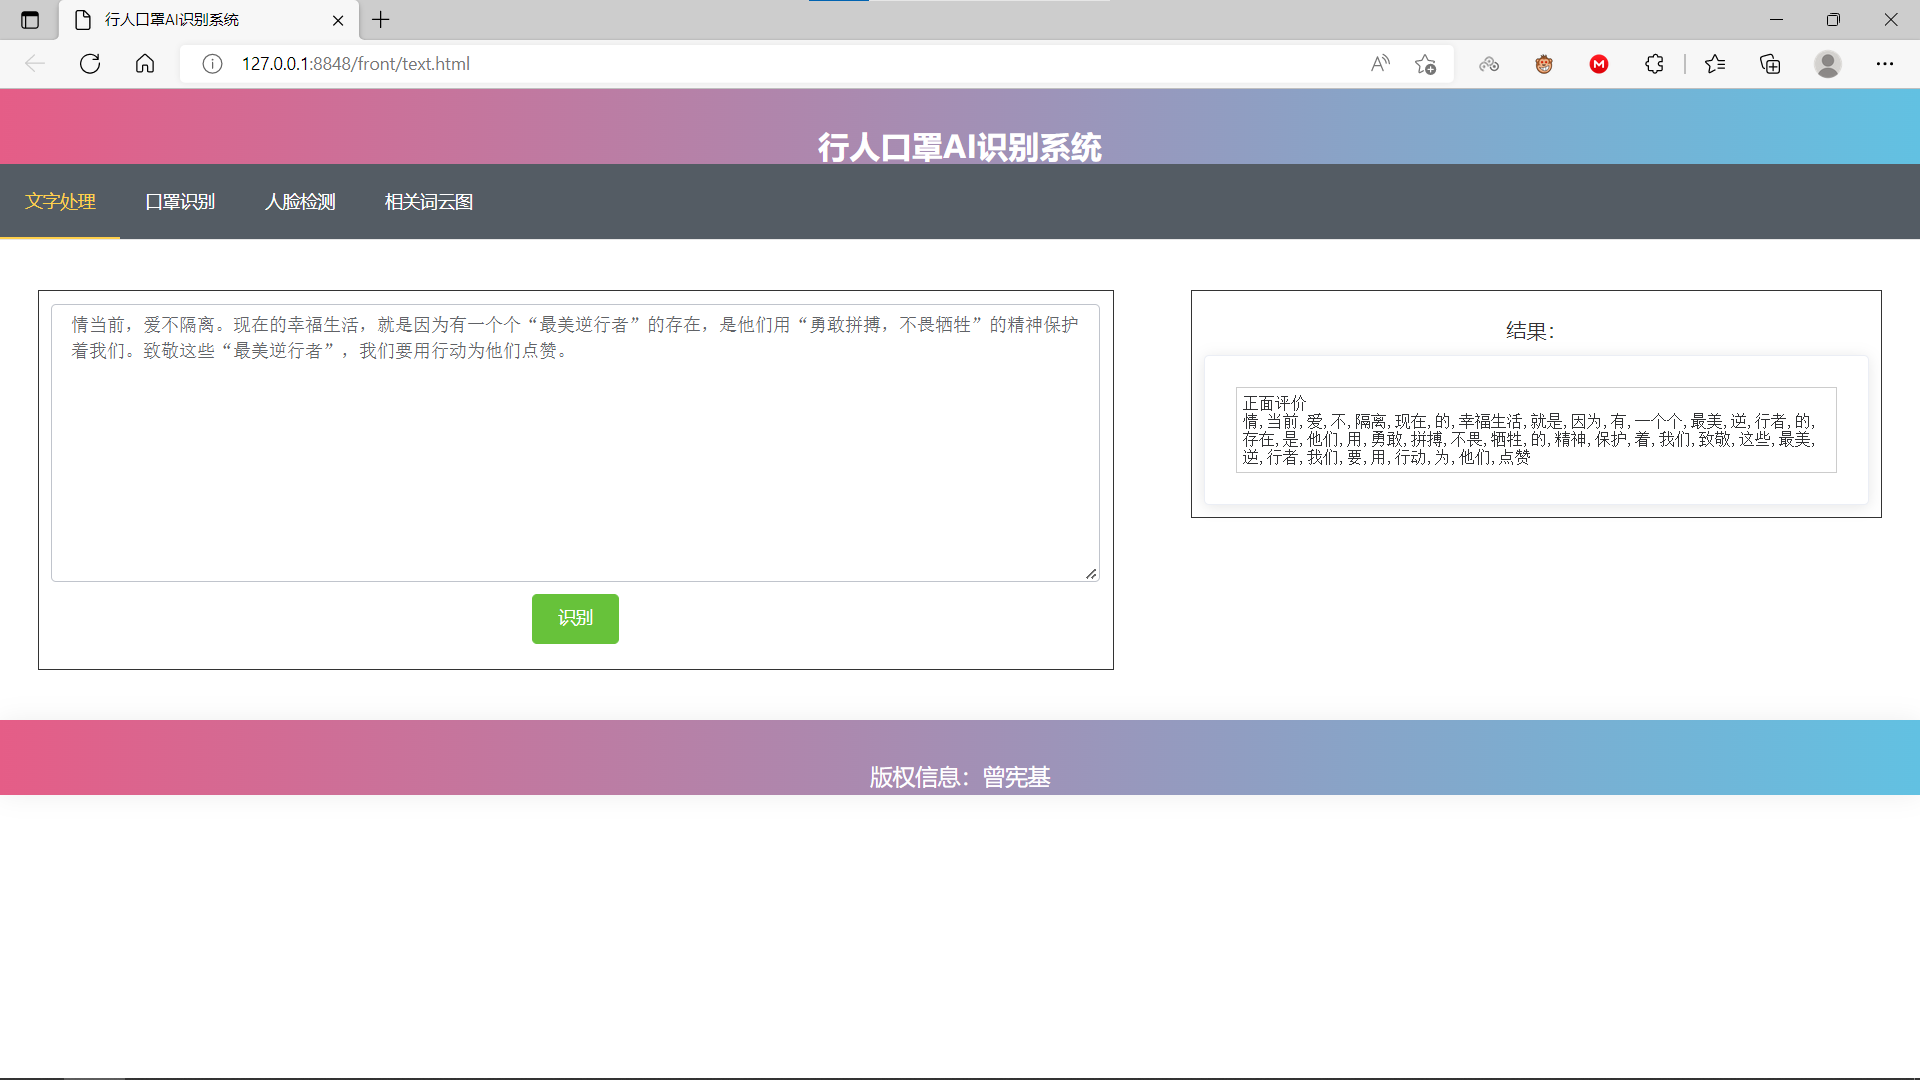 行人口罩AI识别系统
127.0.0.1:8848/front/text.html
行人口罩AI识别系统
文字处理 口罩识别 人脸检测 相关词云图
情当前，爱不隔离。现在的幸福生活，就是因为有一个个“最美逆行者”的存在，是他们用“勇敢拼搏，不畏牺牲”的精神保护
着我们。致敬这些“最美逆行者”，我们要用行动为他们点赞。
识别
结果：
正面评价
情,当前,爱,不,隔离,现在,的,幸福生活,就是,因为,有,一个个,最美,逆,行者,的,
存在,是,他们,用,勇敢,拼搏,不畏,牺牲,的,精神,保护,着,我们,致敬,这些,最美,
逆,行者,我们,要,用,行动,为,他们,点赞
版权信息：曾宪基